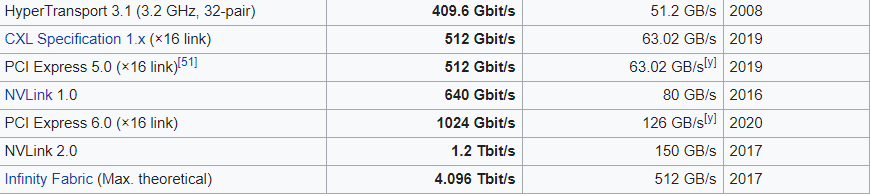 HyperTransport 3.1 (3.2 GHz, 32-pair) 409.6 Gbit/s 51.2 GB/s 2008
CXL Specification 1.x (×16 link) 512 Gbit/s 63.02 GB/s 2019
PCI Express 5.0 (×16 link)[51] 512 Gbit/s 63.02 GB/s[y] 2019
NVLink 1.0 640 Gbit/s 80 GB/s 2016
PCI Express 6.0 (×16 link) 1024 Gbit/s 126 GB/s[y] 2020
NVLink 2.0 1.2 Tbit/s 150 GB/s 2017
Infinity Fabric (Max. theoretical) 4.096 Tbit/s 512 GB/s 2017